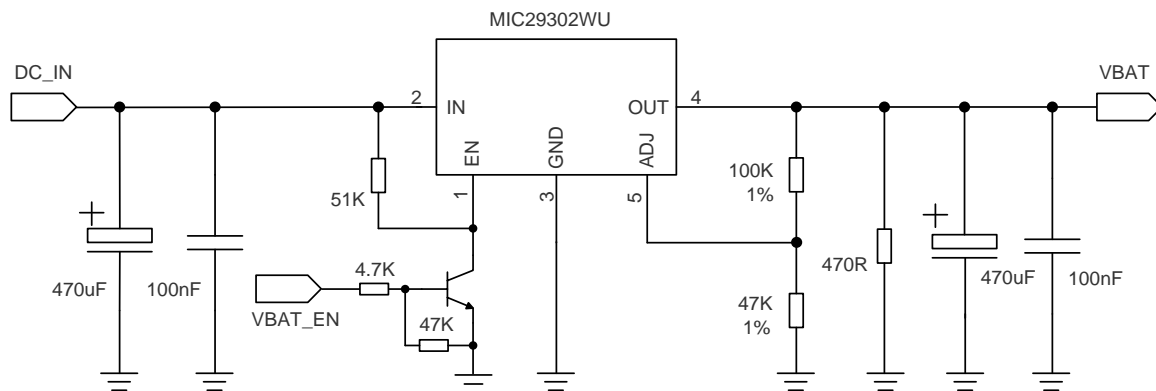 MIC29302WU
DC_IN
VBAT
2
IN
OUT
4
EN
GND
ADJ
1
3
5
51K
100K
1%
470uF
100nF
4.7K
VBAT_EN
47K
47K
1%
470R
470uF
100nF